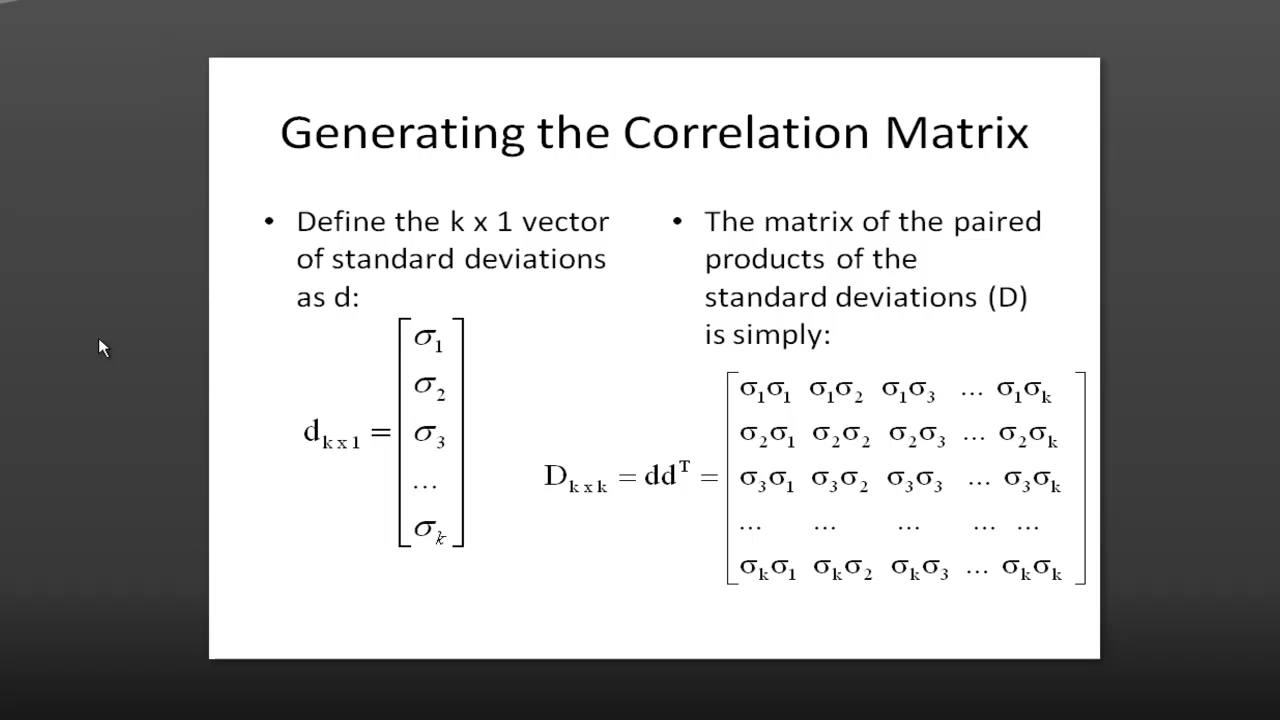 Generating the Correlation Matrix
• Define the k x 1 vector
of standard deviations
as d:
d k x 1 = [ σ1
σ2
σ3
...
σk ]
• The matrix of the paired
products of the
standard deviations (D)
is simply:
D k x k = dd^T = [ σ1σ1 σ1σ2 σ1σ3 ... σ1σk
σ2σ1 σ2σ2 σ2σ3 ... σ2σk
σ3σ1 σ3σ2 σ3σ3 ... σ3σk
... ... ... ... ...
σkσ1 σkσ2 σkσ3 ... σkσk ]